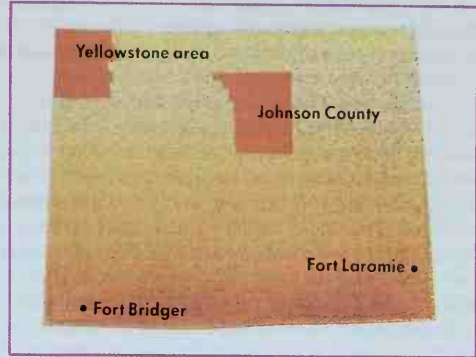 Yellowstone area
Johnson County
Fort Laramie
Fort Bridger